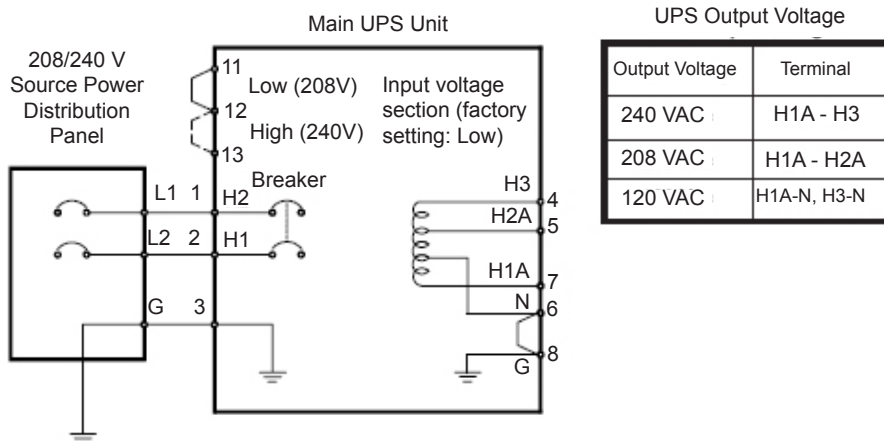 Main UPS Unit
UPS Output Voltage
208/240 V
Source Power
Distribution
Panel
11
Low (208V)
12
High (240V)
13
Input voltage
section (factory
setting: Low)
Breaker
L1 1 H2
L2 2 H1
G 3
H3
4
H2A
5
H1A
7
N
6
G
8
Output Voltage Terminal
240 VAC H1A - H3
208 VAC H1A - H2A
120 VAC H1A-N, H3-N